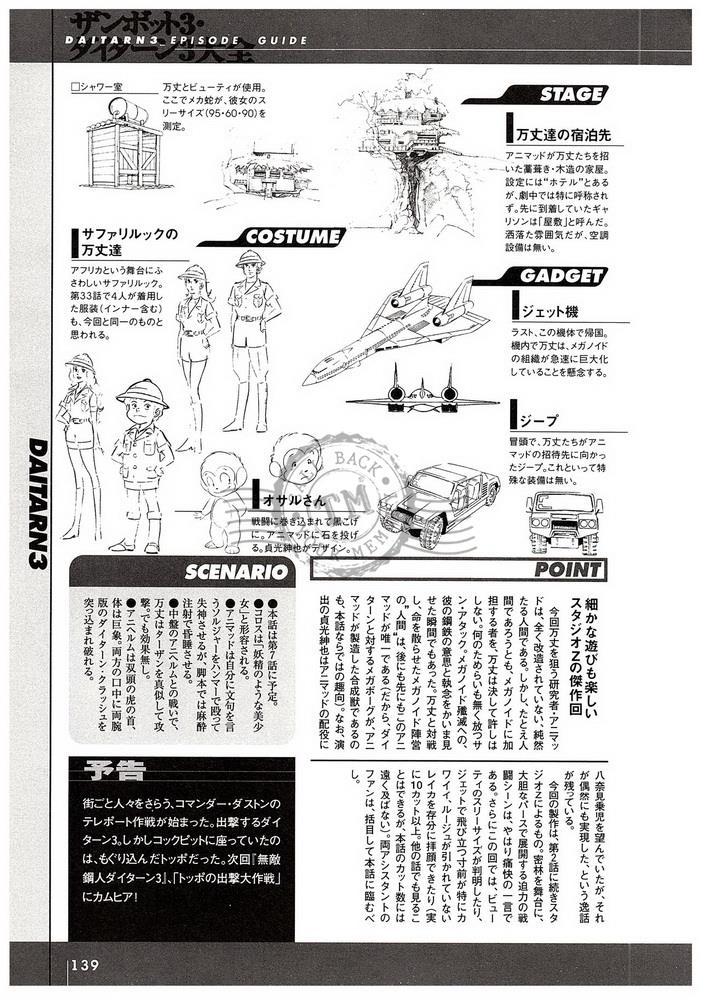 ザンボット3・
ダイターン3大全
DAITARN3 EPISODE GUIDE
□シャワー室
万丈とビューティが使用。
ここでメカ蛇が、彼女のス
リーサイズ(95・60・90)を
測定。
STAGE
万丈達の宿泊先
アニマッドが万丈たちを招
いた藁葺き・木造の家屋。
設定には“ホテル”とある
が、劇中では特に呼称され
ず。先に到着していたギャ
リソンは「屋敷」と呼んだ。
洒落た雰囲気だが、空調
設備は無い。
COSTUME
サファリルックの
万丈達
アフリカという舞台にふ
さわしいサファリルック。
第33話で4人が着用し
た服装(インナー含む)
も、今回と同一のものと
思われる。
GADGET
ジェット機
ラスト、この機体で帰国。
機内で万丈は、メガノイド
の組織が急速に巨大化
していることを懸念する。
ジープ
冒頭で、万丈たちがアニ
マッドの招待先に向かっ
たジープ。これといって特
殊な装備は無い。
オサルさん
戦闘に巻き込まれて黒こげ
に。アニマッドに石を投げ
る。貞光紳也がデザイン。
BACK
TM
MEM
DAITARN3
SCENARIO
●本話は第7話に予定。
●コロスは「妖精のような美少
女」と形容される。
●アニマッドは自分に文句を言
うソルジャーをハンマーで殴って
失神させるが、脚本では麻酔
注射で昏睡させる。
●中盤のアニベルムとの戦いで、
万丈はターザンを真似して攻
撃。でも効果無し。
●アニベルムは双頭の虎の首、
体は巨象。両方の口中に両腕
版のダイターン・クラッシュを
突っ込まれ破れる。
POINT
細かな遊びも楽しい
スタジオZの傑作回
今回万丈を狙う研究者・アニマッ
ドは、全く改造されていない、純然
たる人間である。しかし、たとえ人
間であろうとも、メガノイドに加
担する者を、万丈は決して許しは
しない。何のためらいも無く放つサ
ン・アタック。メガノイド殲滅への、
彼の鋼鉄の意思と執念をかいま見
せた瞬間でもあった。万丈と対戦
し、命を散らせたメガノイド陣営
の“人間”は、後にも先にもこのアニ
マッドが唯一である(だから、ダイ
ターンと対するメガボーグが、アニ
マッドが製造した合成獣であるの
も、本話ならではの趣向)。なお、演
出の貞光紳也はアニマッドの配役に
八奈見乗児を望んでいたが、それ
が偶然にも実現した、という逸話
が残っている。
今回の製作は、第2話に続きスタ
ジオZによるもの。密林を舞台に、
大胆なパースで展開する迫力の戦
闘シーンは、やはり痛快の一言で
ある。さらにこの回では、ビュー
ティのスリーサイズが判明したり、
ジェットで飛び立つ寸前が特にカ
ワイイ、ルージュが引かれていない
レイカを存分に拝顔できたり(実
に10カット以上。他の話でも見るこ
とはできるが、本話のカット数には
遠く及ばない)。両アシスタントの
ファンは、括目して本話に臨むべ
し。
予告
街ごと人々をさらう、コマンダー・ダストンの
テレポート作戦が始まった。出撃するダイ
ターン3。しかしコックピットに座っていたの
は、もぐり込んだトッポだった。次回『無敵
鋼人ダイターン3』、「トッポの出撃大作戦」
にカムヒア!
139